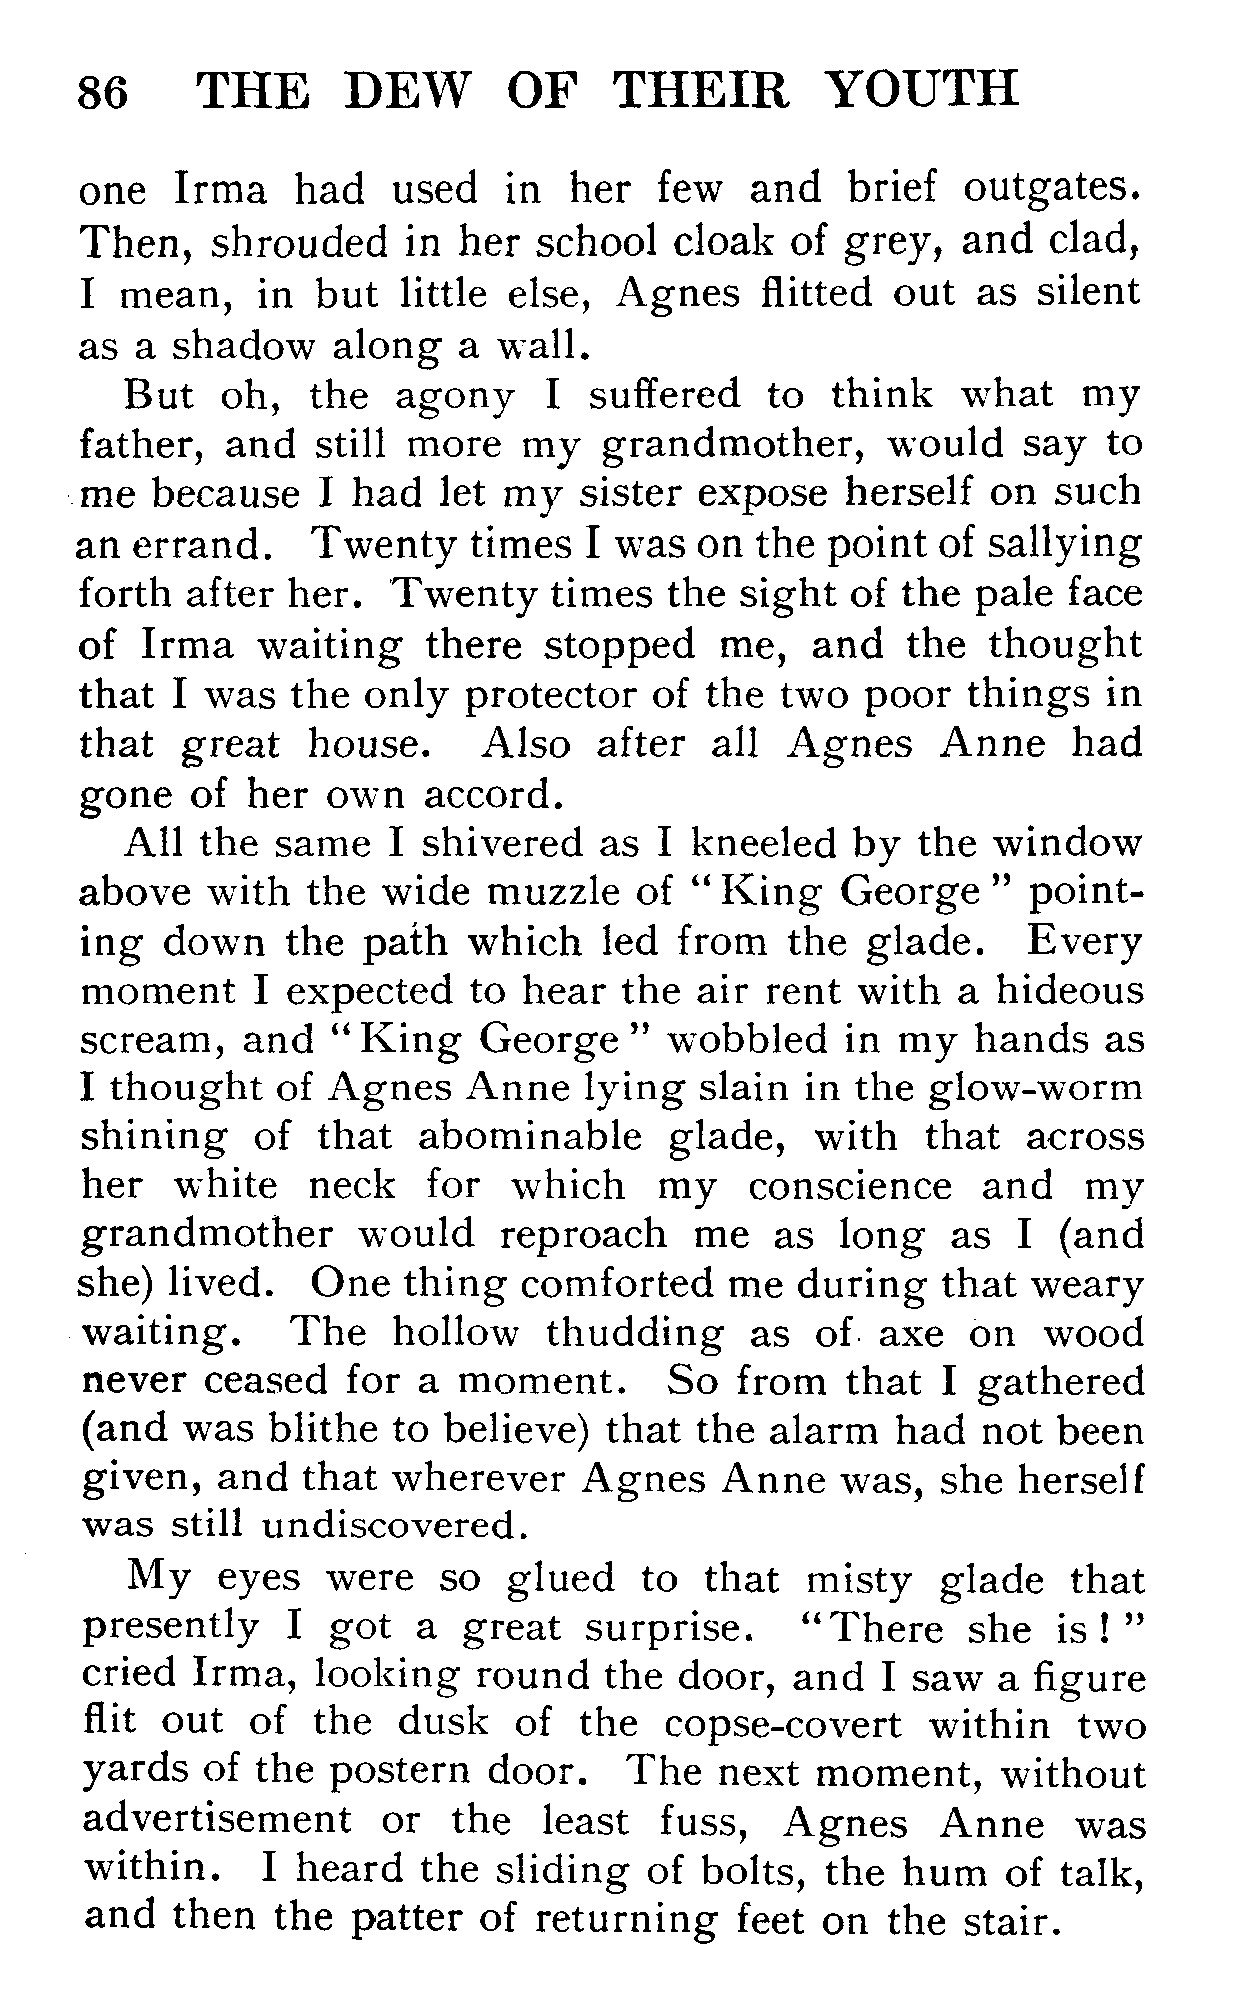 86 THE DEW OF THEIR YOUTH
one Irma had used in her few and brief outgates.
Then, shrouded in her school cloak of grey, and clad,
I mean, in but little else, Agnes flitted out as silent
as a shadow along a wall.
But oh, the agony I suffered to think what my
father, and still more my grandmother, would say to
me because I had let my sister expose herself on such
an errand. Twenty times I was on the point of sallying
forth after her. Twenty times the sight of the pale face
of Irma waiting there stopped me, and the thought
that I was the only protector of the two poor things in
that great house. Also after all Agnes Anne had
gone of her own accord.
All the same I shivered as I kneeled by the window
above with the wide muzzle of "King George" point-
ing down the path which led from the glade. Every
moment I expected to hear the air rent with a hideous
scream, and "King George" wobbled in my hands as
I thought of Agnes Anne lying slain in the glow-worm
shining of that abominable glade, with that across
her white neck for which my conscience and my
grandmother would reproach me as long as I (and
she) lived. One thing comforted me during that weary
waiting. The hollow thudding as of axe on wood
never ceased for a moment. So from that I gathered
(and was blithe to believe) that the alarm had not been
given, and that wherever Agnes Anne was, she herself
was still undiscovered.
My eyes were so glued to that misty glade that
presently I got a great surprise. "There she is!"
cried Irma, looking round the door, and I saw a figure
flit out of the dusk of the copse-covert within two
yards of the postern door. The next moment, without
advertisement or the least fuss, Agnes Anne was
within. I heard the sliding of bolts, the hum of talk,
and then the patter of returning feet on the stair.